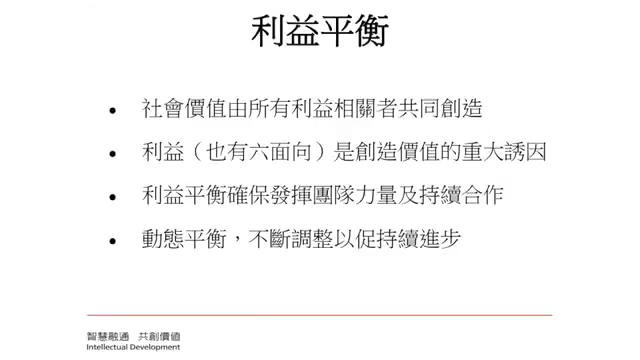 利益平衡
• 社會價值由所有利益相關者共同創造
• 利益（也有六面向）是創造價值的重大誘因
• 利益平衡確保發揮團隊力量及持續合作
• 動態平衡，不斷調整以促持續進步
智慧融通 共創價值
Intellectual Development